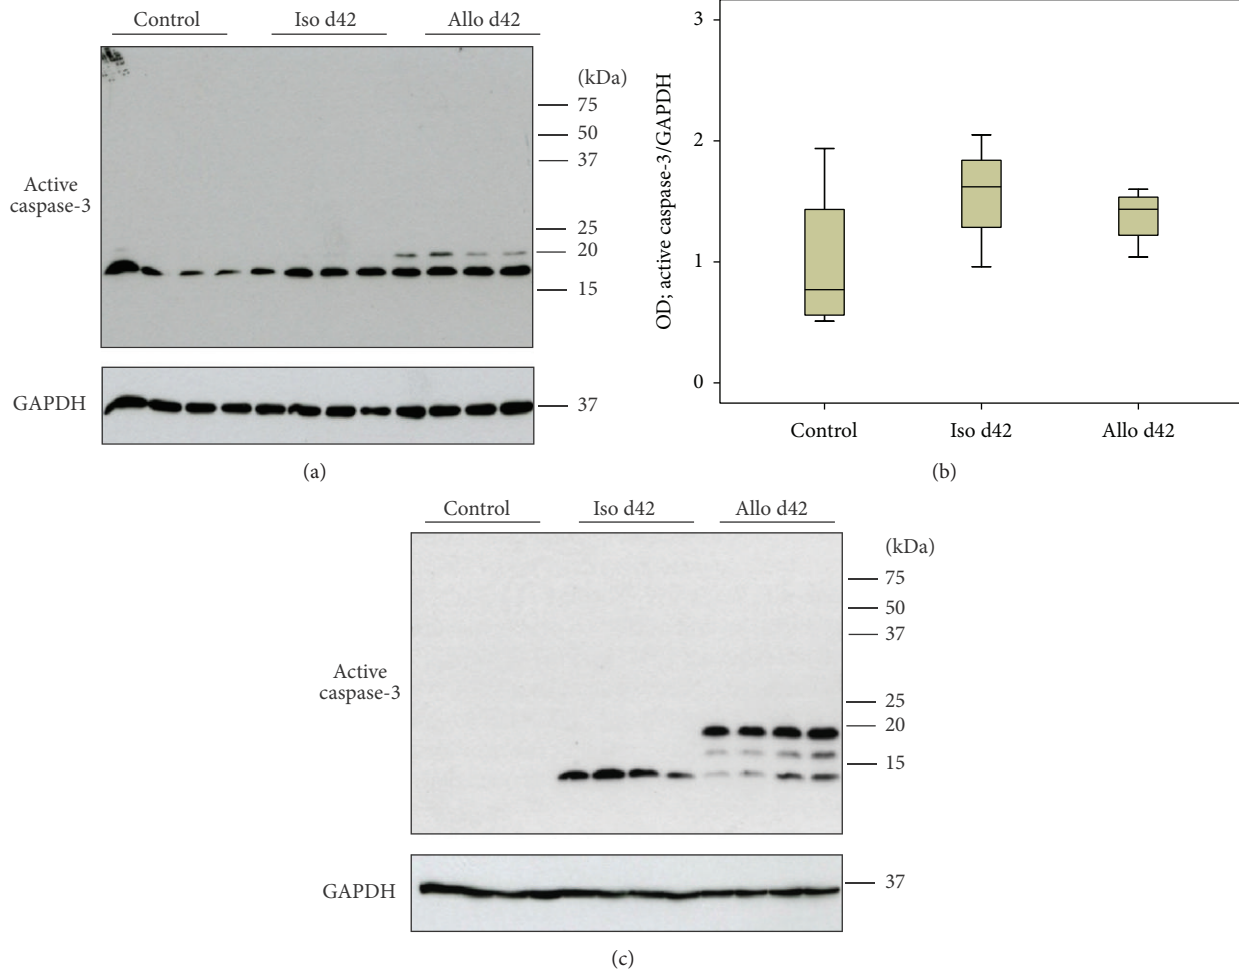 Control Iso d42 Allo d42
(kDa)
75
50
37
Active
caspase-3
25
20
15
GAPDH
37
(a)
OD; active caspase-3/GAPDH
3
2
1
0
Control Iso d42 Allo d42
(b)
Control Iso d42 Allo d42
(kDa)
75
50
37
Active
caspase-3
25
20
15
GAPDH
37
(c)